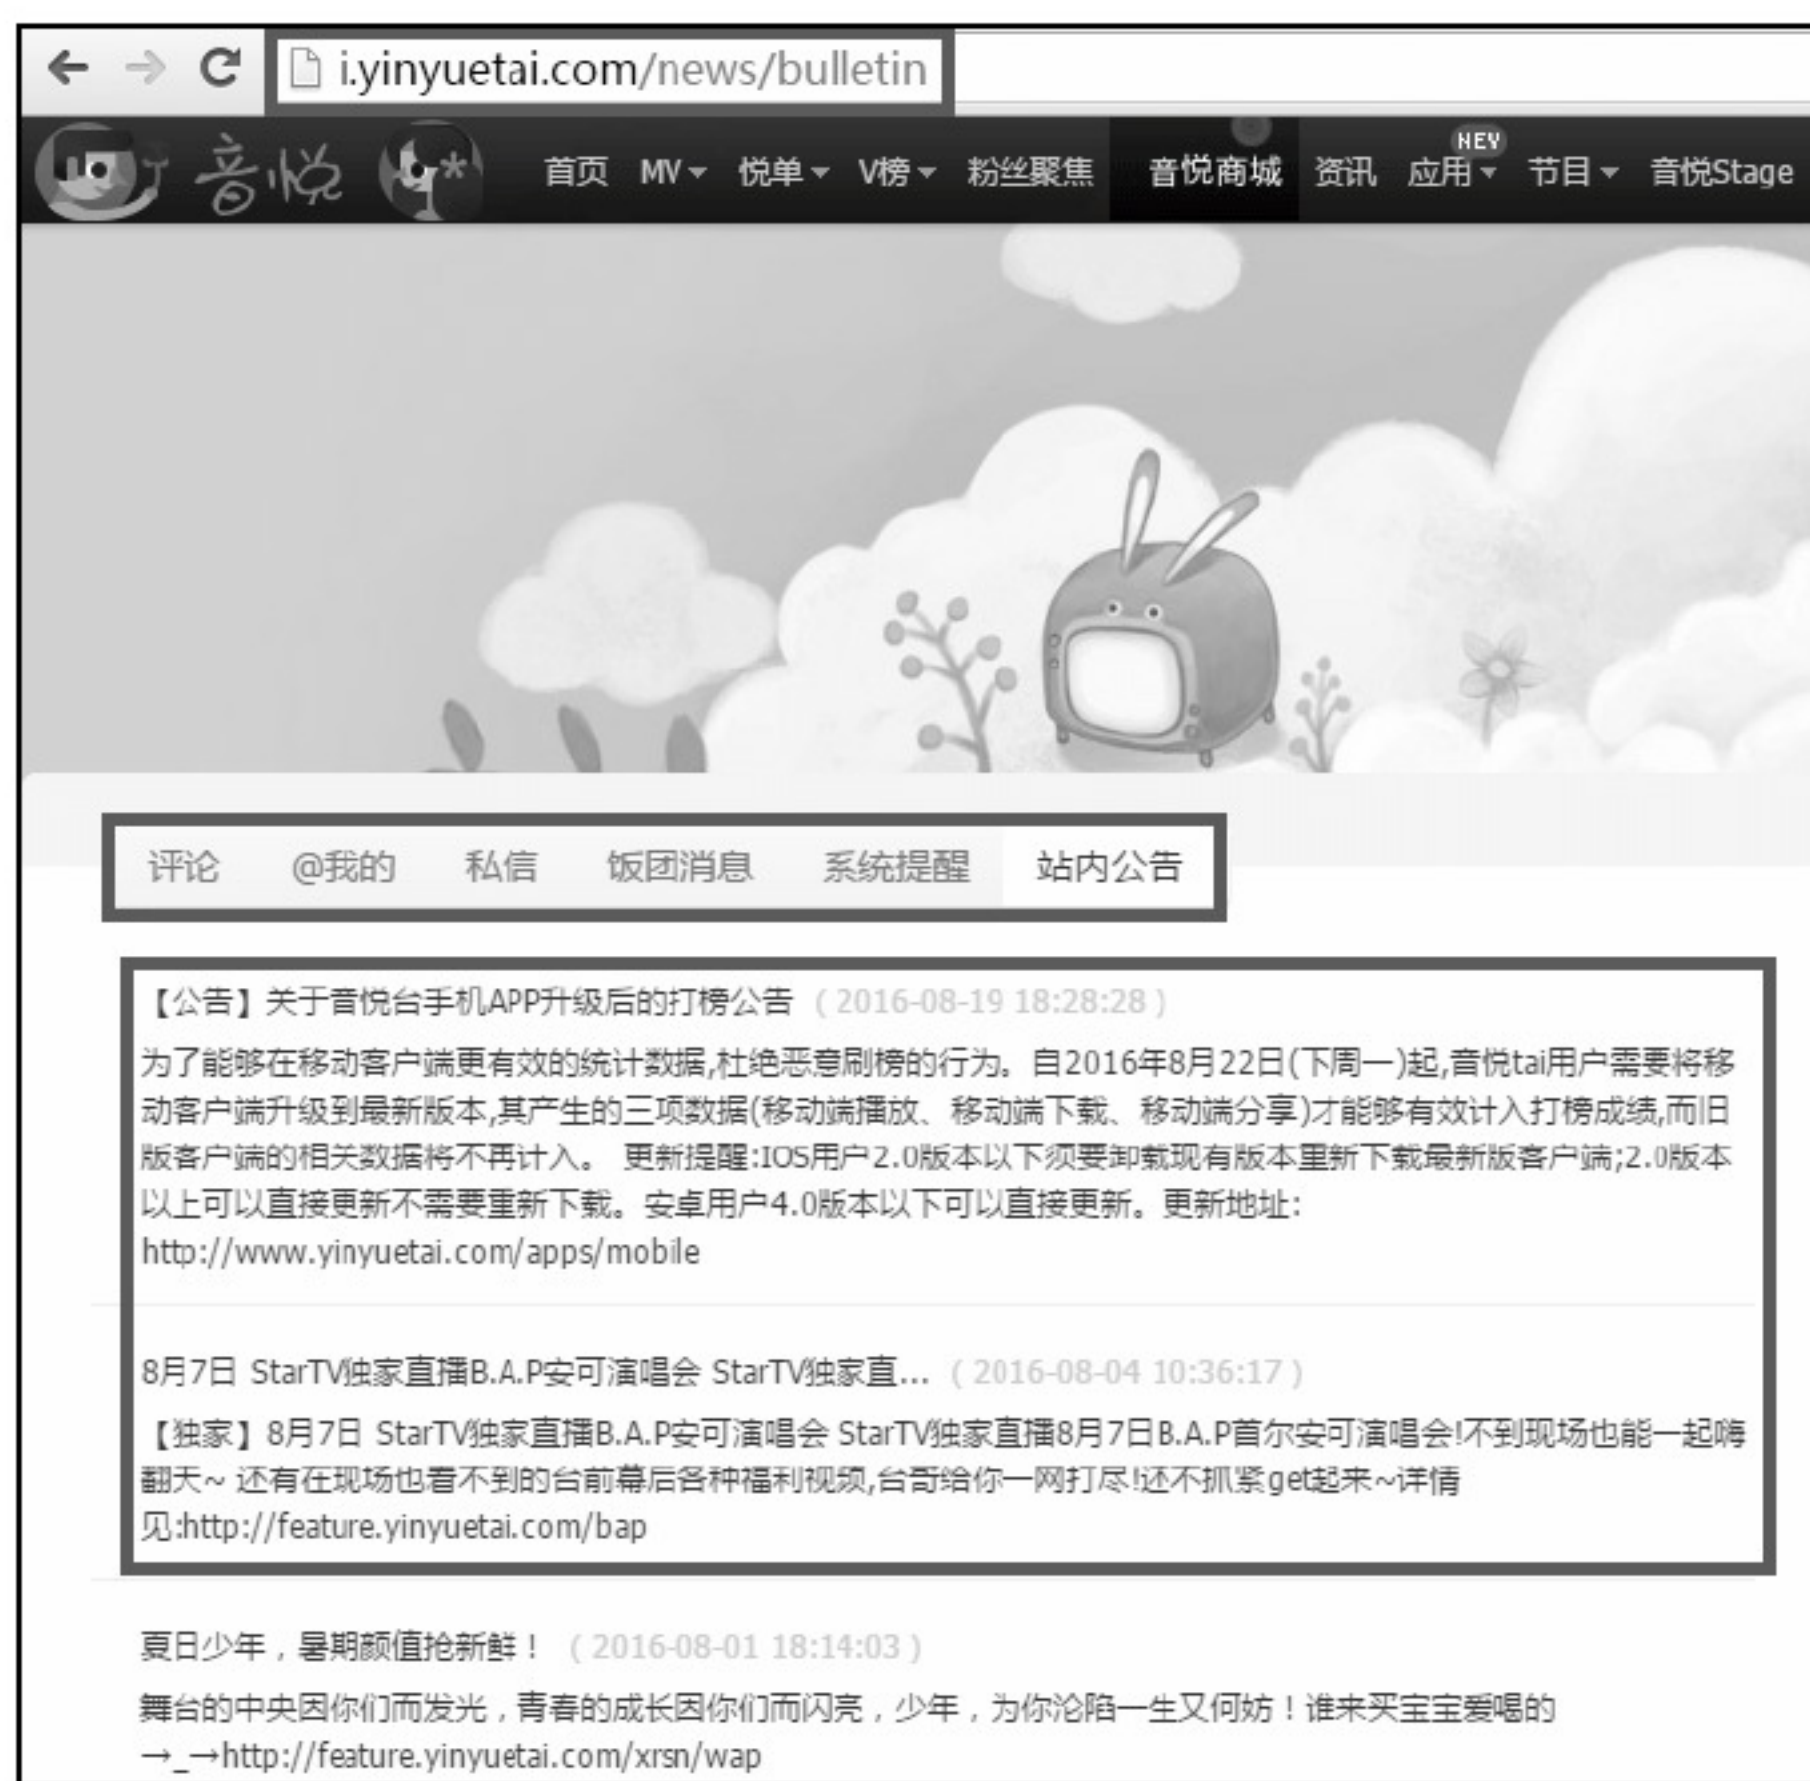 i.yinyuetai.com/news/bulletin
音悦
首页 MV 悦单 V榜 粉丝聚焦 音悦商城 资讯 应用 NEW 节目 音悦Stage
评论 @我的 私信 饭团消息 系统提醒 站内公告
【公告】关于音悦台手机APP升级后的打榜公告 (2016-08-19 18:28:28)
为了能够在移动客户端更有效的统计数据,杜绝恶意刷榜的行为。自2016年8月22日(下周一)起,音悦tai用户需要将移
动客户端升级到最新版本,其产生的三项数据(移动端播放、移动端下载、移动端分享)才能够有效计入打榜成绩,而旧
版客户端的相关数据将不再计入。 更新提醒:IOS用户2.0版本以下须要卸载现有版本重新下载最新版客户端;2.0版本
以上可以直接更新不需要重新下载。安卓用户4.0版本以下可以直接更新。更新地址:
http://www.yinyuetai.com/apps/mobile
8月7日 StarTV独家直播B.A.P安可演唱会 StarTV独家直... (2016-08-04 10:36:17)
【独家】8月7日 StarTV独家直播B.A.P安可演唱会 StarTV独家直播8月7日B.A.P首尔安可演唱会!不到现场也能一起嗨
翻天~ 还有在现场也看不到的台前幕后各种福利视频,台哥给你一网打尽!还不抓紧get起来~详情
见:http://feature.yinyuetai.com/bap
夏日少年，暑期颜值抢新鲜！ (2016-08-01 18:14:03)
舞台的中央因你们而发光，青春的成长因你们而闪亮，少年，为你沦陷一生又何妨！谁来买宝宝爱喝的
→_→http://feature.yinyuetai.com/xrsn/wap